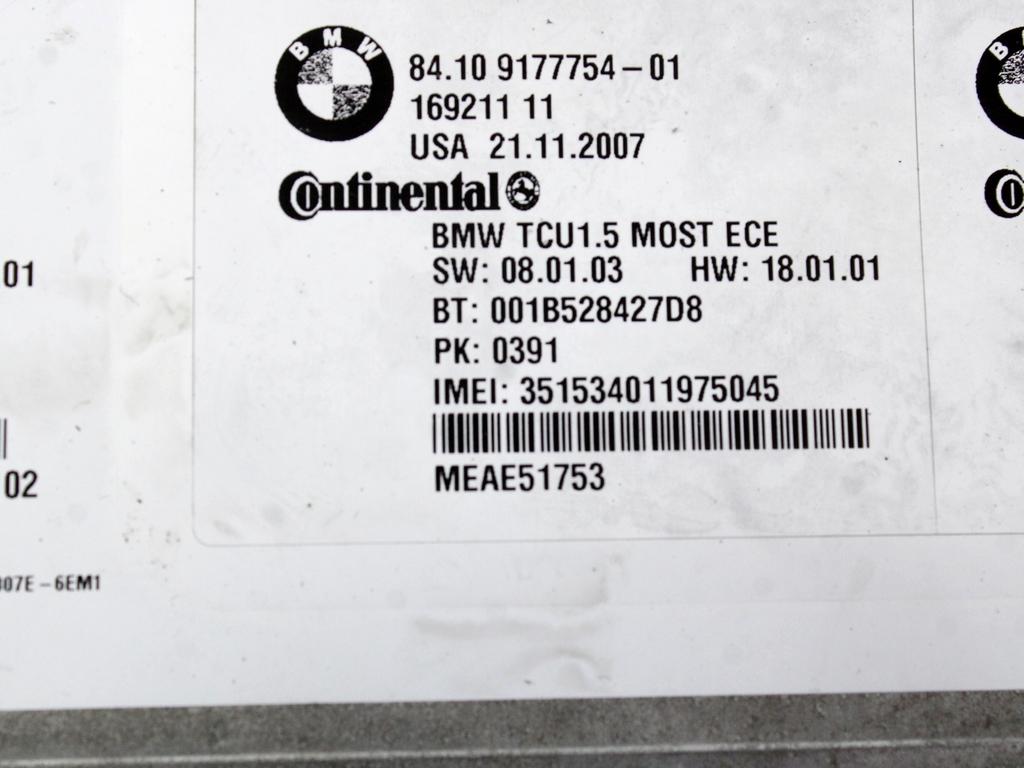 BMW
84.10 9177754-01
169211 11
USA 21.11.2007
Continental
BMW TCU1.5 MOST ECE
SW: 08.01.03 HW: 18.01.01
BT: 001B528427D8
PK: 0391
IMEI: 351534011975045
MEAE51753
01
02
07E-6EM1